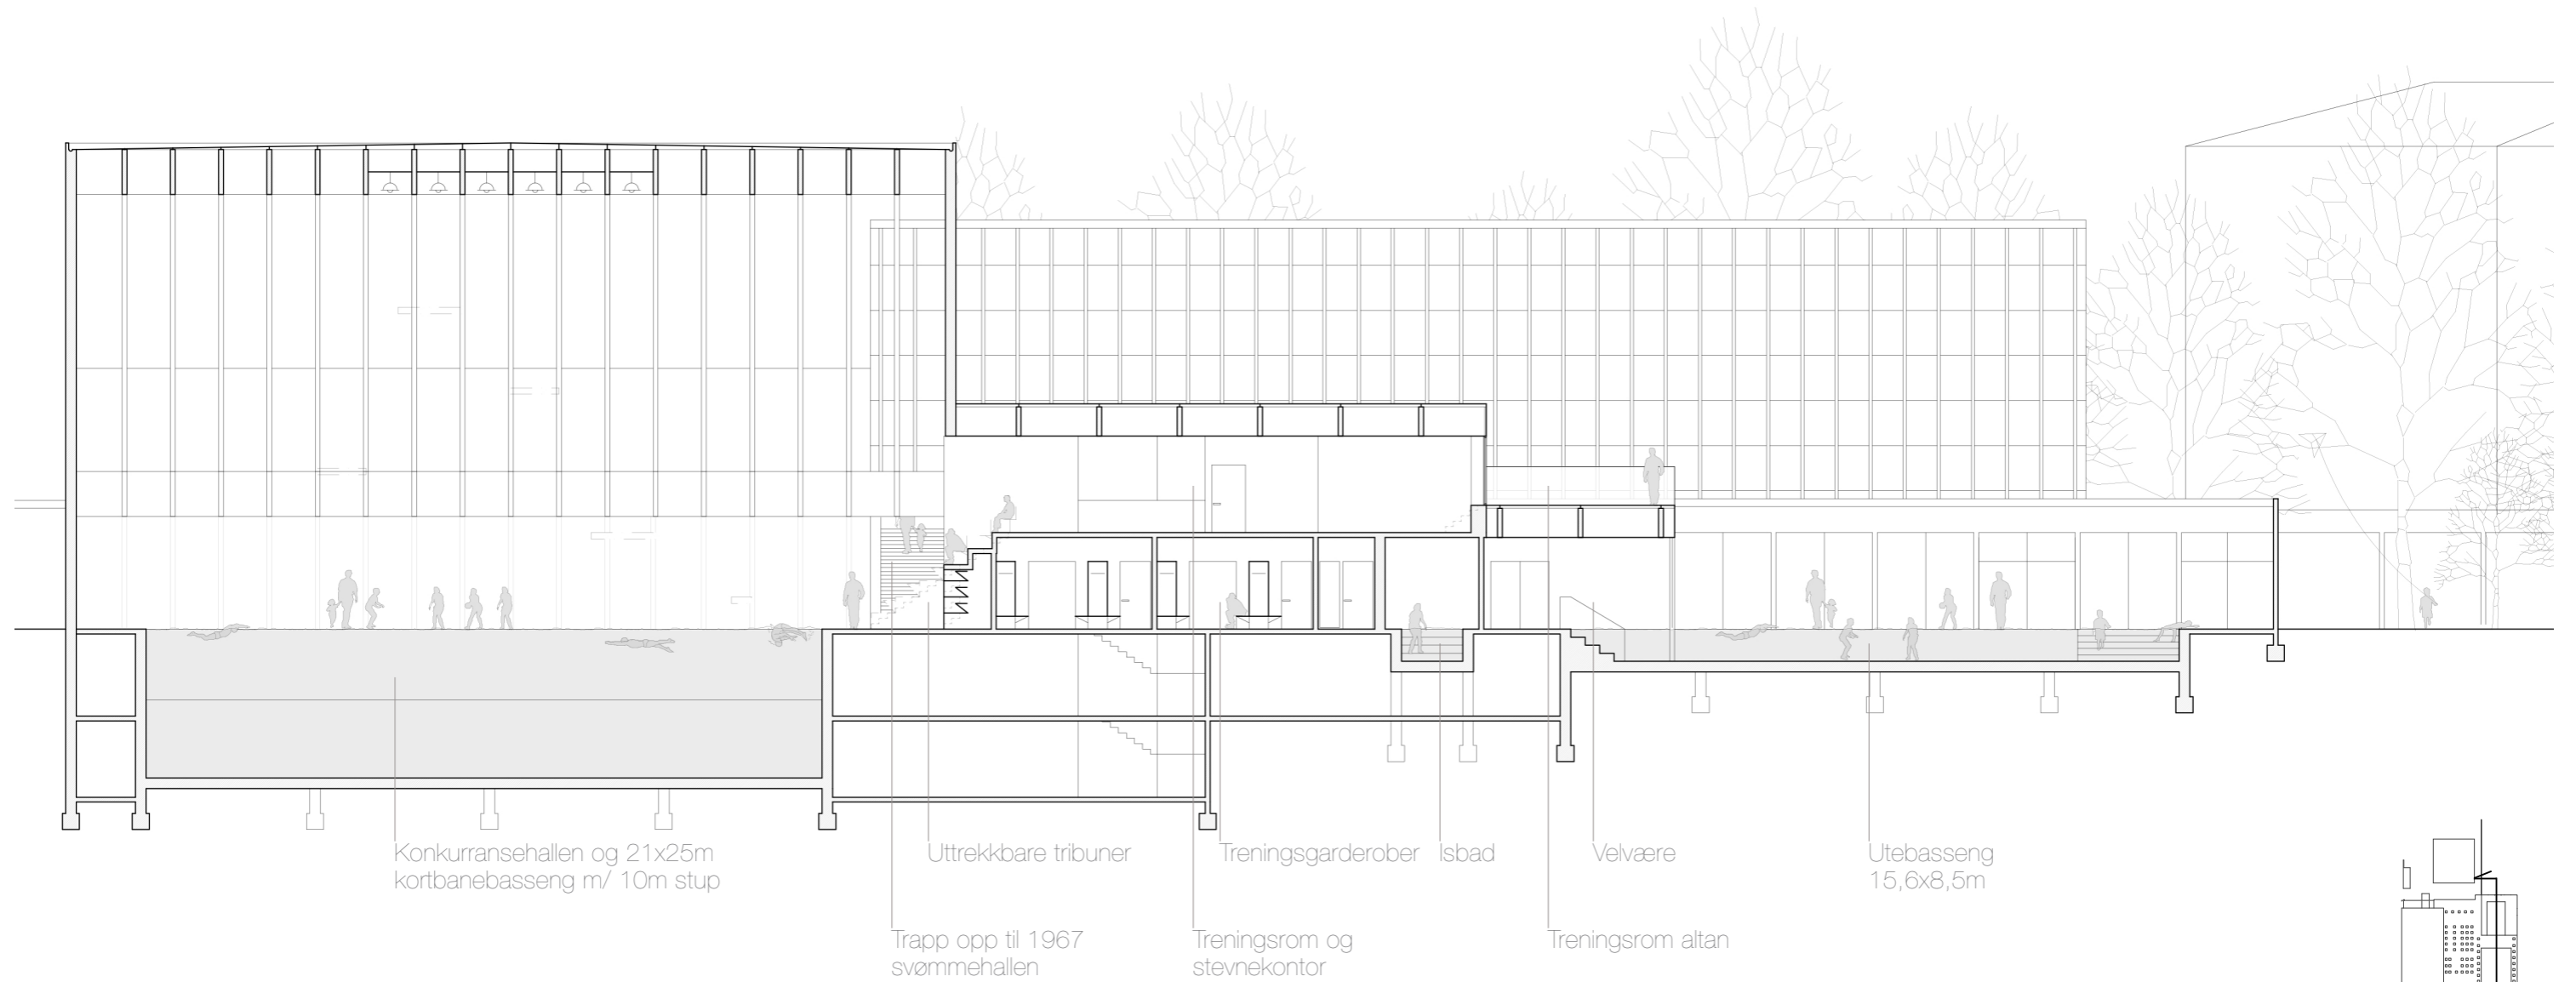 Konkurransehallen og 21x25m
kortbanebasseng m/ 10m stup
Uttrekkbare tribuner
Treningsgarderober
Isbad
Velvære
Utebasseng
15,6x8,5m
Trapp opp til 1967
svømmehallen
Treningsrom og
stevnekontor
Treningsrom altan